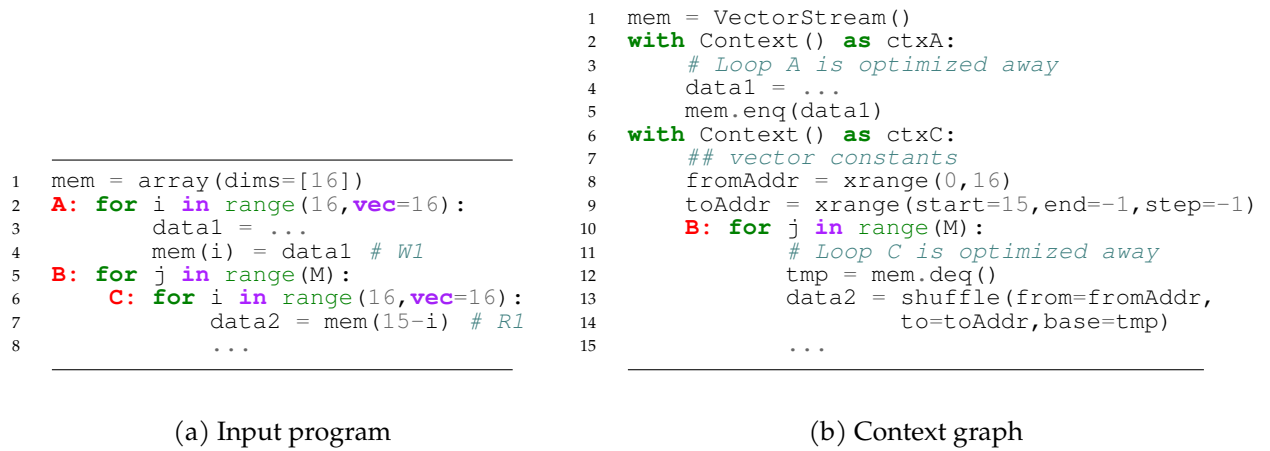 1 mem = array(dims=[16])
2 A: for i in range(16,vec=16):
3 data1 = ...
4 mem(i) = data1 # W1
5 B: for j in range(M):
6 C: for i in range(16,vec=16):
7 data2 = mem(15-i) # R1
8 ...
(a) Input program
1 mem = VectorStream()
2 with Context() as ctxA:
3 # Loop A is optimized away
4 data1 = ...
5 mem.enq(data1)
6 with Context() as ctxC:
7 ## vector constants
8 fromAddr = xrange(0,16)
9 toAddr = xrange(start=15,end=-1,step=-1)
10 B: for j in range(M):
11 # Loop C is optimized away
12 tmp = mem.deq()
13 data2 = shuffle(from=fromAddr,
14 to=toAddr,base=tmp)
15 ...
(b) Context graph